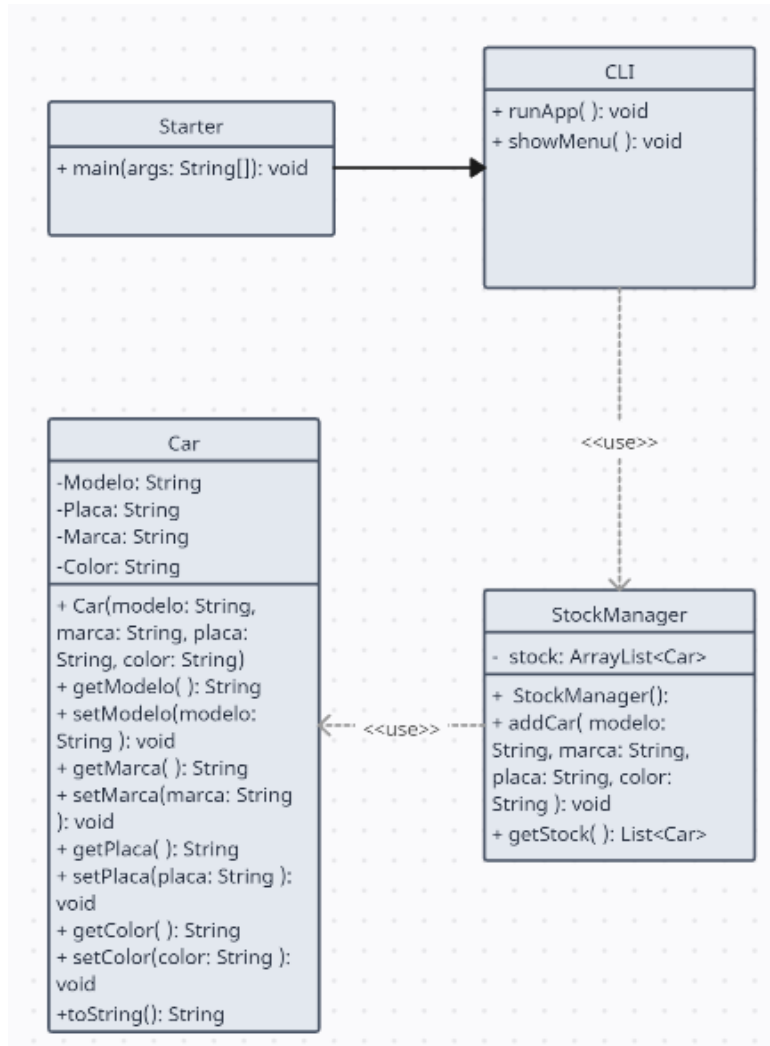 Starter
+ main(args: String[]): void
CLI
+ runApp( ): void
+ showMenu( ): void
<<use>>
Car
-Modelo: String
-Placa: String
-Marca: String
-Color: String
+ Car(modelo: String,
marca: String, placa:
String, color: String)
+ getModelo( ): String
+ setModelo(modelo:
String ): void
+ getMarca( ): String
+ setMarca(marca: String
): void
+ getPlaca( ): String
+ setPlaca(placa: String ):
void
+ getColor( ): String
+ setColor(color: String ):
void
+toString(): String
<<use>>
StockManager
- stock: ArrayList<Car>
+ StockManager():
+ addCar( modelo:
String, marca: String,
placa: String, color:
String ): void
+ getStock( ): List<Car>